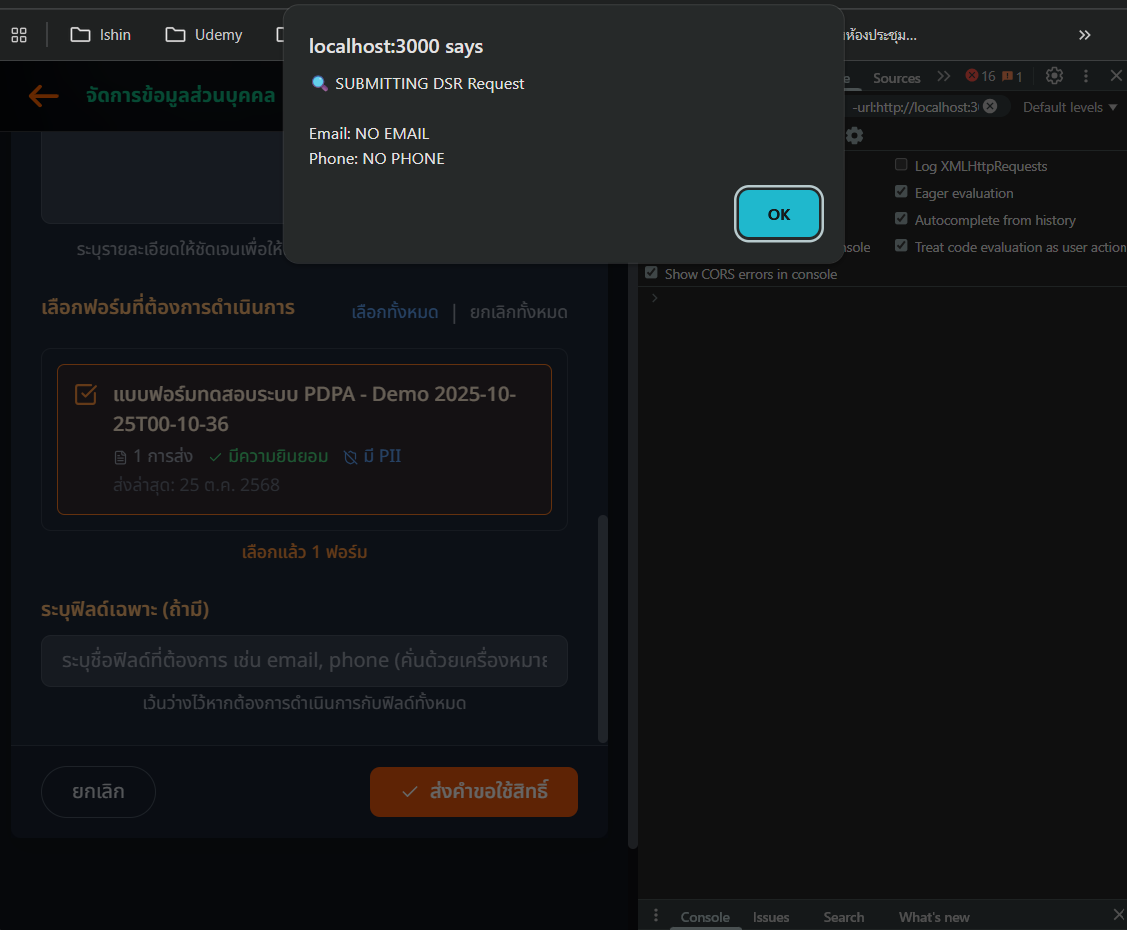 Ishin
Udemy
localhost:3000 says
SUBMITTING DSR Request
Email: NO EMAIL
Phone: NO PHONE
OK
จัดการข้อมูลส่วนบุคคล
ระบุรายละเอียดให้ชัดเจนเพื่อให้
เลือกฟอร์มที่ต้องการดำเนินการ
เลือกทั้งหมด | ยกเลิกทั้งหมด
แบบฟอร์มทดสอบระบบ PDPA - Demo 2025-10-
25T00-10-36
1 การส่ง มีความยินยอม มี PII
ส่งล่าสุด: 25 ต.ค. 2568
เลือกแล้ว 1 ฟอร์ม
ระบุฟิลด์เฉพาะ (ถ้ามี)
ระบุชื่อฟิลด์ที่ต้องการ เช่น email, phone (คั่นด้วยเครื่องหมาย
เว้นว่างไว้หากต้องการดำเนินการกับฟิลด์ทั้งหมด
ยกเลิก
ส่งคำขอใช้สิทธิ์
ห้องประชุม...
Sources
16
1
-url:http://localhost:3
Default levels
Log XMLHttpRequests
Eager evaluation
Autocomplete from history
Treat code evaluation as user action
Show CORS errors in console
Console
Issues
Search
What's new